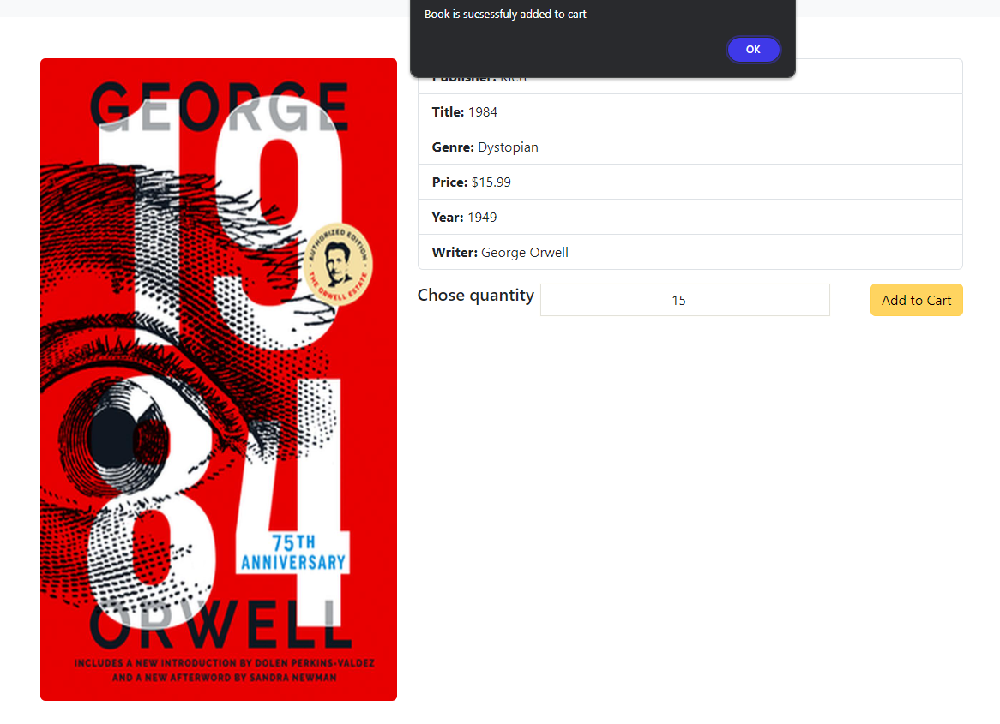 Book is sucsessfuly added to cart
OK
GEORGE
1984
AUTHORIZED EDITION
THE ORWELL ESTATE
75TH
ANNIVERSARY
ORWELL
INCLUDES A NEW INTRODUCTION BY DOLEN PERKINS-VALDEZ
AND A NEW AFTERWORD BY SANDRA NEWMAN
Publisher: Klett
Title: 1984
Genre: Dystopian
Price: $15.99
Year: 1949
Writer: George Orwell
Chose quantity 15 Add to Cart